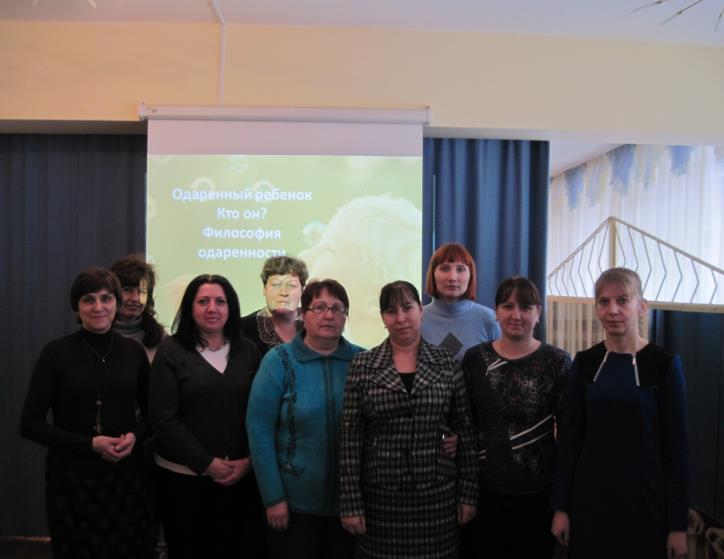 Одаренный ребенок
Кто он?
Философия
одаренности